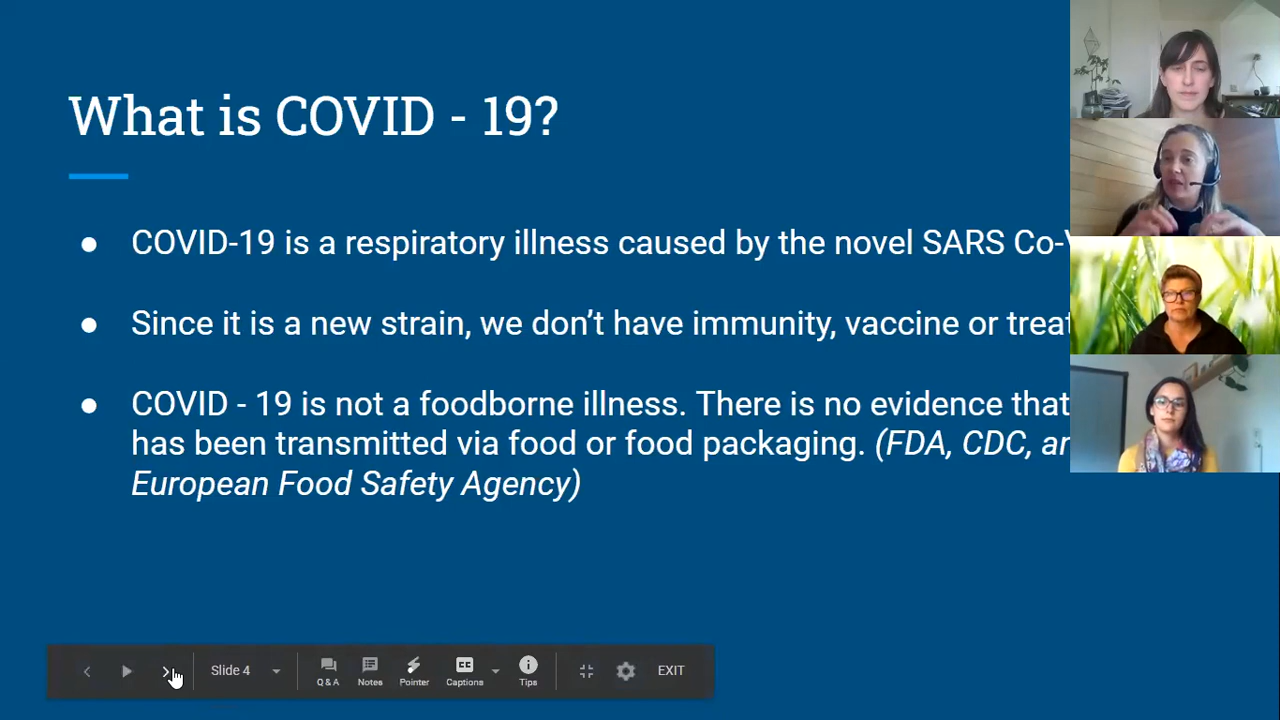 What is COVID - 19?
● COVID-19 is a respiratory illness caused by the novel SARS Co-
● Since it is a new strain, we don't have immunity, vaccine or
● COVID - 19 is not a foodborne illness. There is no evidence that
has been transmitted via food or food packaging. (FDA, CDC,
European Food Safety Agency)
Slide 4
Q & A Notes Pointer Captions Tips EXIT
CC